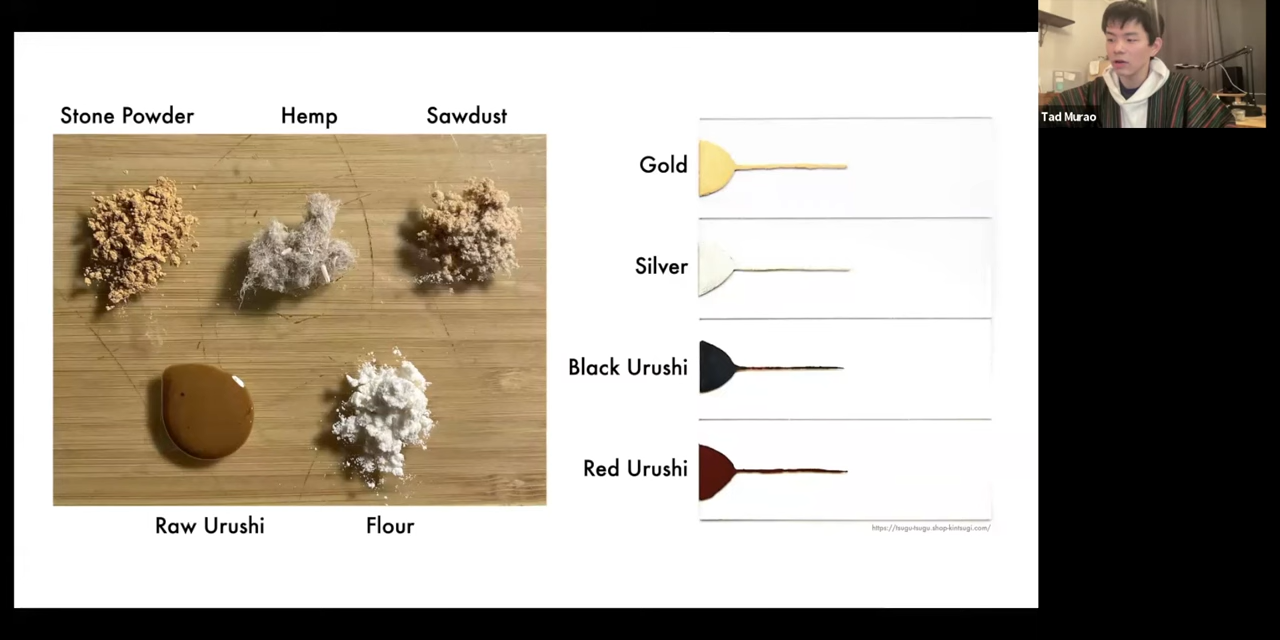 Stone Powder
Hemp
Sawdust
Raw Urushi
Flour
Gold
Silver
Black Urushi
Red Urushi
https://tsugu-tsugu.shop-kintsugi.com/
Tad Murao